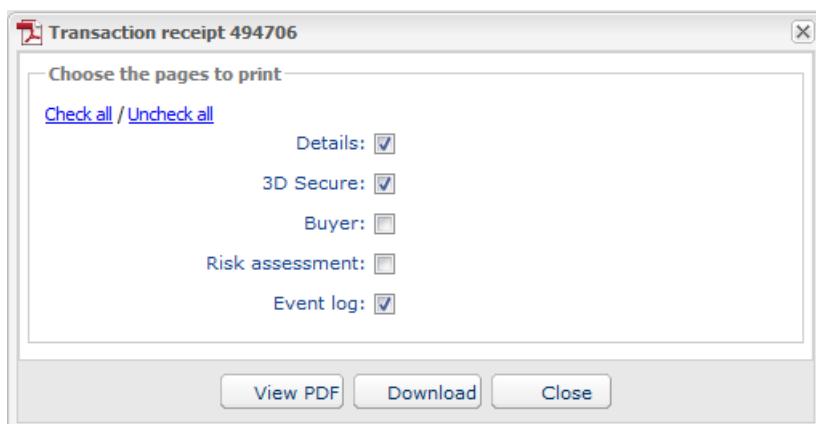 Transaction receipt 494706
Choose the pages to print
Check all / Uncheck all
Details:
3D Secure:
Buyer:
Risk assessment:
Event log:
View PDF Download Close